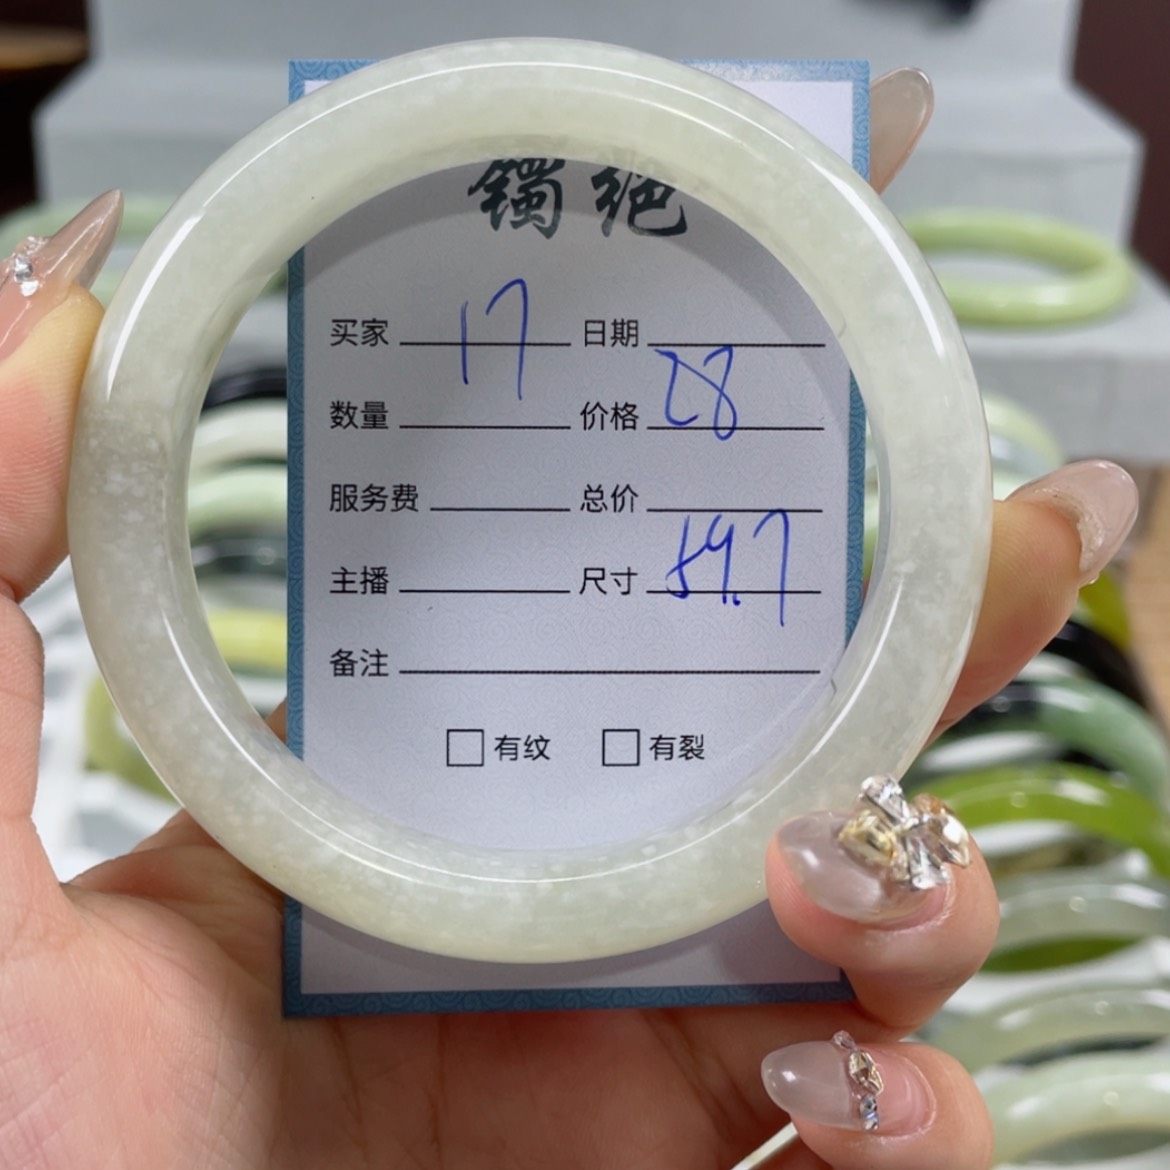 镯绝
买家 17 日期
数量 价格 28
服务费 总价
主播 尺寸 59.7
备注
☐有纹 ☐有裂